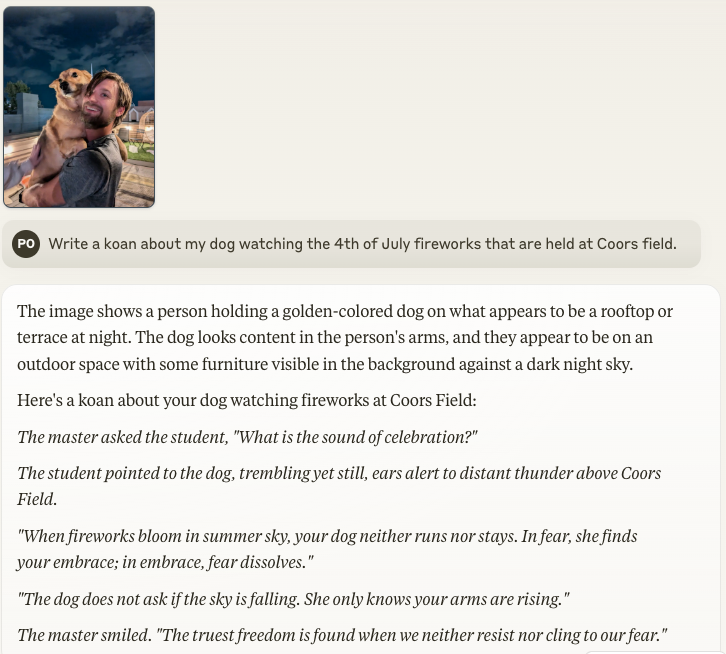 PO Write a koan about my dog watching the 4th of July fireworks that are held at Coors field.
The image shows a person holding a golden-colored dog on what appears to be a rooftop or
terrace at night. The dog looks content in the person's arms, and they appear to be on an
outdoor space with some furniture visible in the background against a dark night sky.
Here's a koan about your dog watching fireworks at Coors Field:
The master asked the student, "What is the sound of celebration?"
The student pointed to the dog, trembling yet still, ears alert to distant thunder above Coors
Field.
"When fireworks bloom in summer sky, your dog neither runs nor stays. In fear, she finds
your embrace; in embrace, fear dissolves."
"The dog does not ask if the sky is falling. She only knows your arms are rising."
The master smiled. "The truest freedom is found when we neither resist nor cling to our fear."